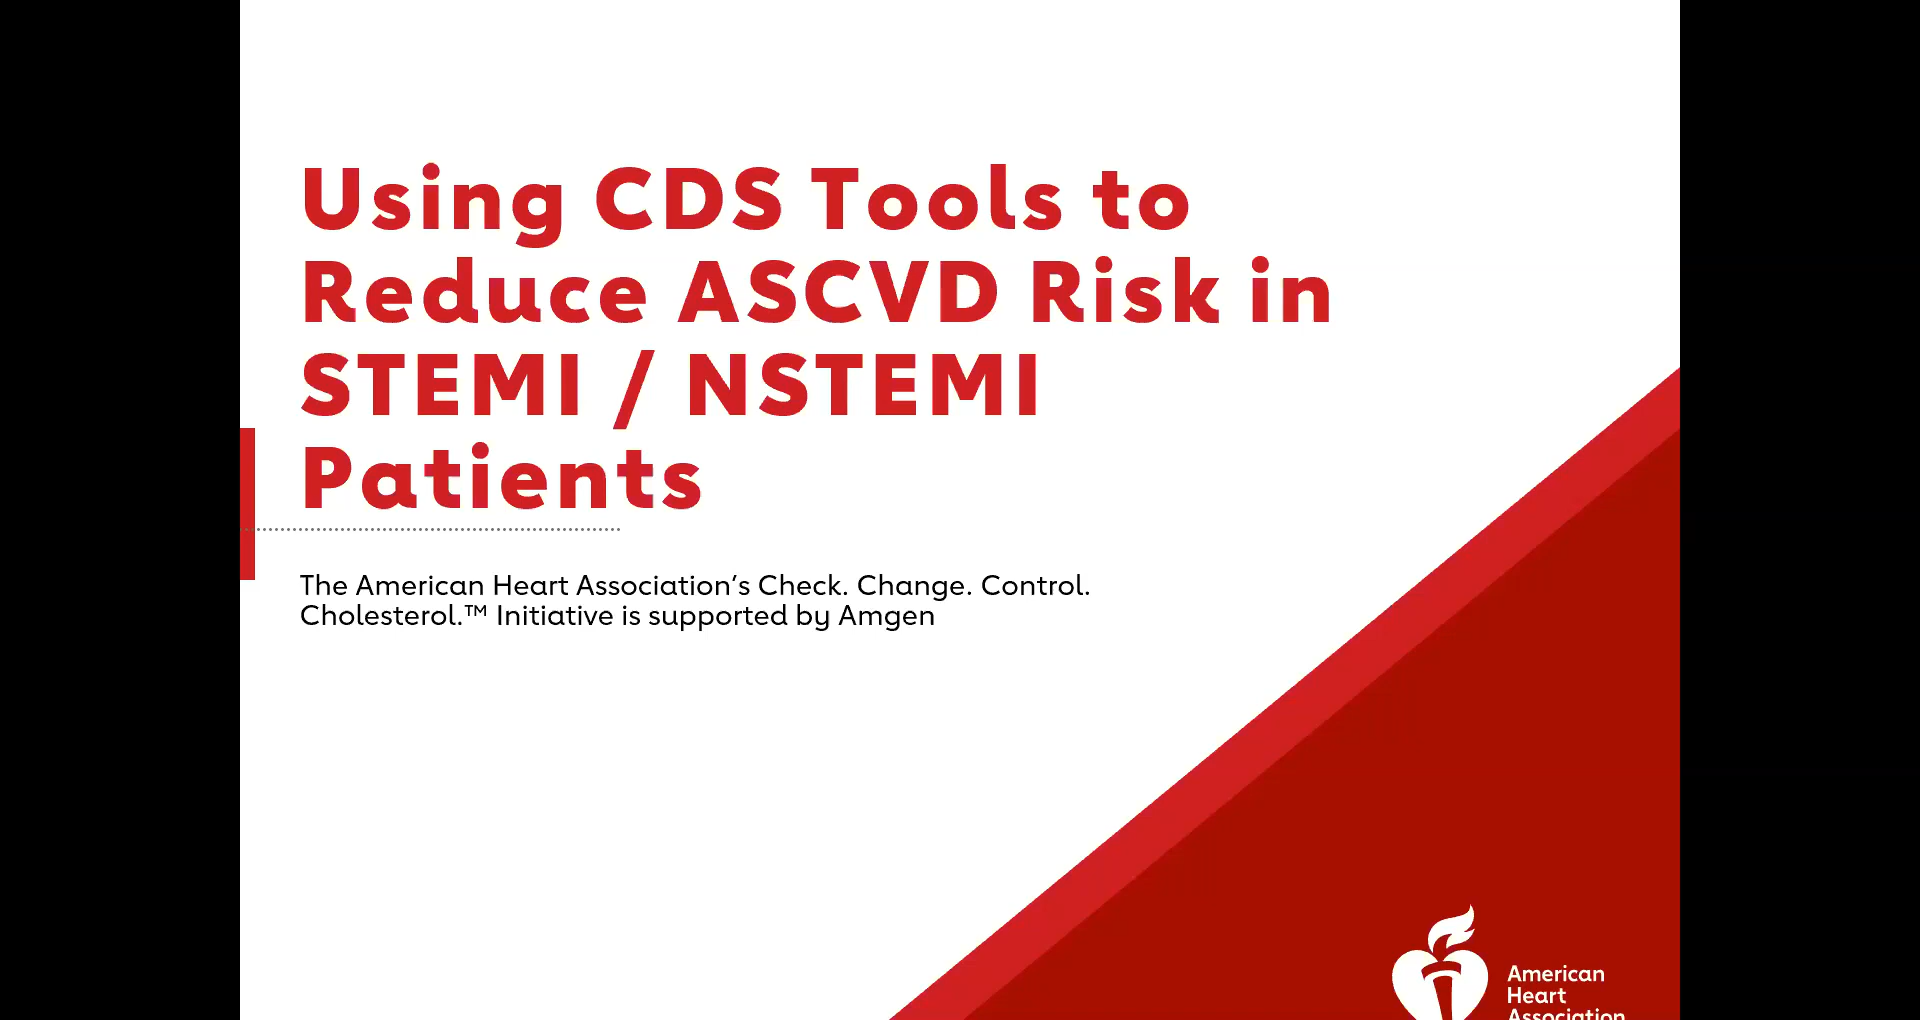 Using CDS Tools to
Reduce ASCVD Risk in
STEMI / NSTEMI
Patients
The American Heart Association’s Check. Change. Control.
Cholesterol.™ Initiative is supported by Amgen
American
Heart
Association